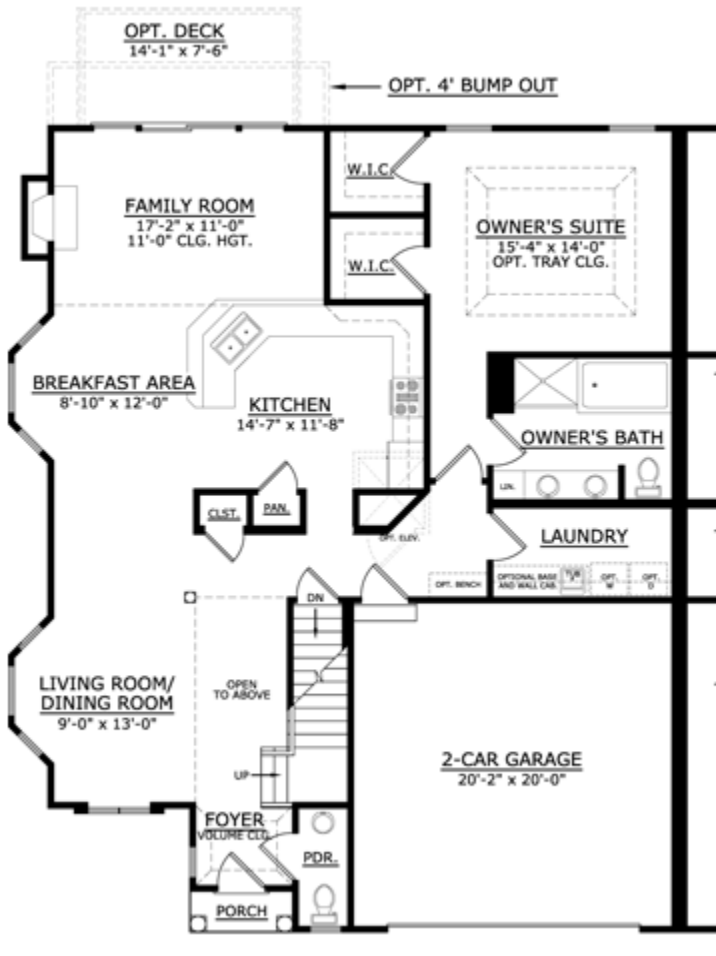 OPT. DECK
14'-1" x 7'-6"
OPT. 4' BUMP OUT
W.I.C.
FAMILY ROOM
17'-2" x 11'-0"
11'-0" CLG. HGT.
OWNER'S SUITE
15'-4" x 14'-0"
OPT. TRAY CLG.
W.I.C.
BREAKFAST AREA
8'-10" x 12'-0"
KITCHEN
14'-7" x 11'-8"
OWNER'S BATH
LIN.
CLST.
PAN.
OPT. ELEV.
LAUNDRY
OPT. BENCH
OPTIONAL BASE
AND WALL CAB.
TUB
OPT.
W
OPT.
D
DN
LIVING ROOM/
DINING ROOM
9'-0" x 13'-0"
OPEN
TO ABOVE
UP
2-CAR GARAGE
20'-2" x 20'-0"
FOYER
VOLUME CLG.
PDR.
PORCH